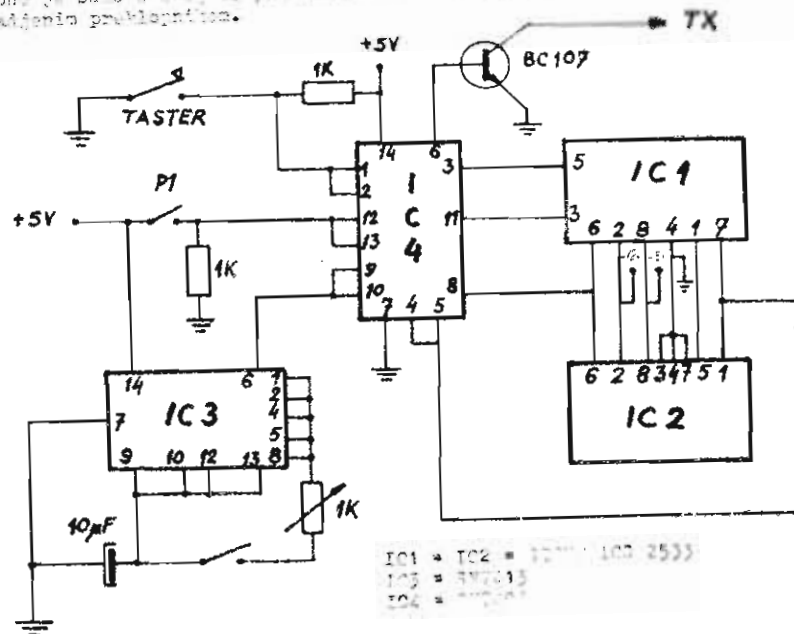 TX
+5V
BC107
1K
TASTER
14
6
1
2
3
5
IC1
P1
+5V
12
13
IC4
11
3
6 2 8 4 1 7
1K
9
10
8
7 4 5
14
6
1
2
4
5
8
7
IC3
9 10 12 13
6 2 8 3 4 7 5 1
IC2
10µF
1K
IC1 = IC2 = 2533
IC3 =
IC4 =